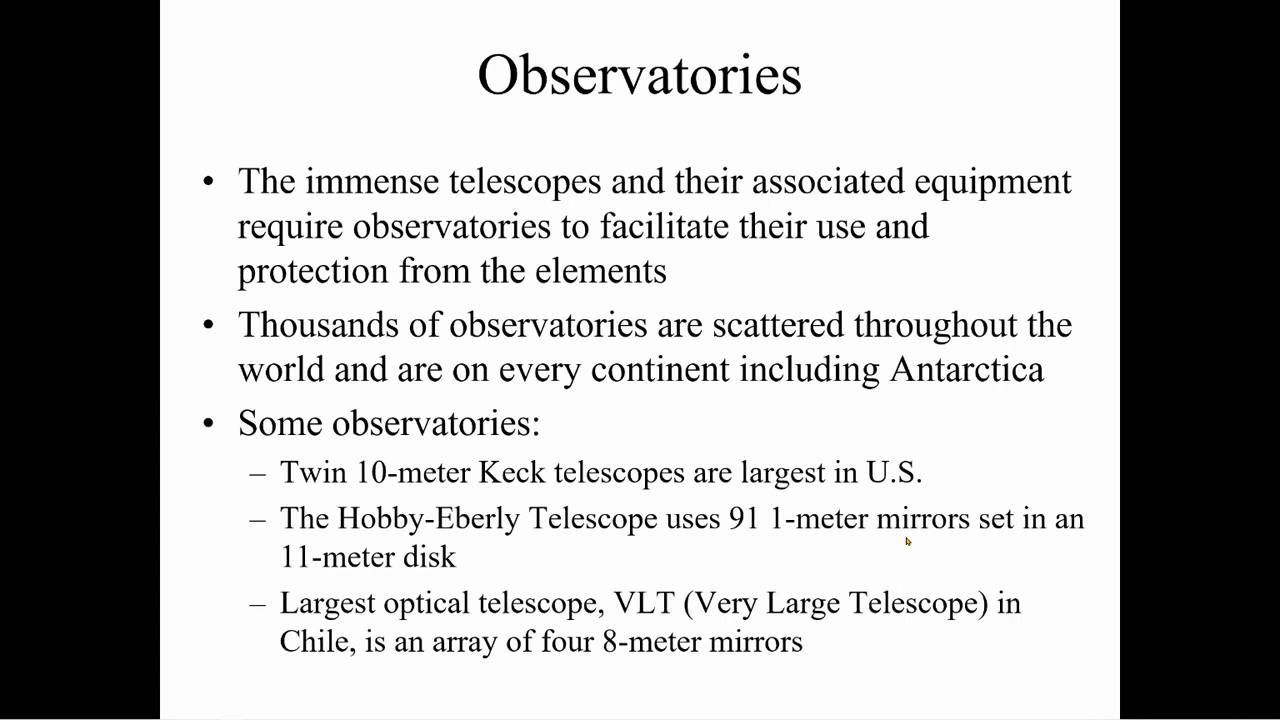 Observatories
• The immense telescopes and their associated equipment
require observatories to facilitate their use and
protection from the elements
• Thousands of observatories are scattered throughout the
world and are on every continent including Antarctica
• Some observatories:
– Twin 10-meter Keck telescopes are largest in U.S.
– The Hobby-Eberly Telescope uses 91 1-meter mirrors set in an
11-meter disk
– Largest optical telescope, VLT (Very Large Telescope) in
Chile, is an array of four 8-meter mirrors